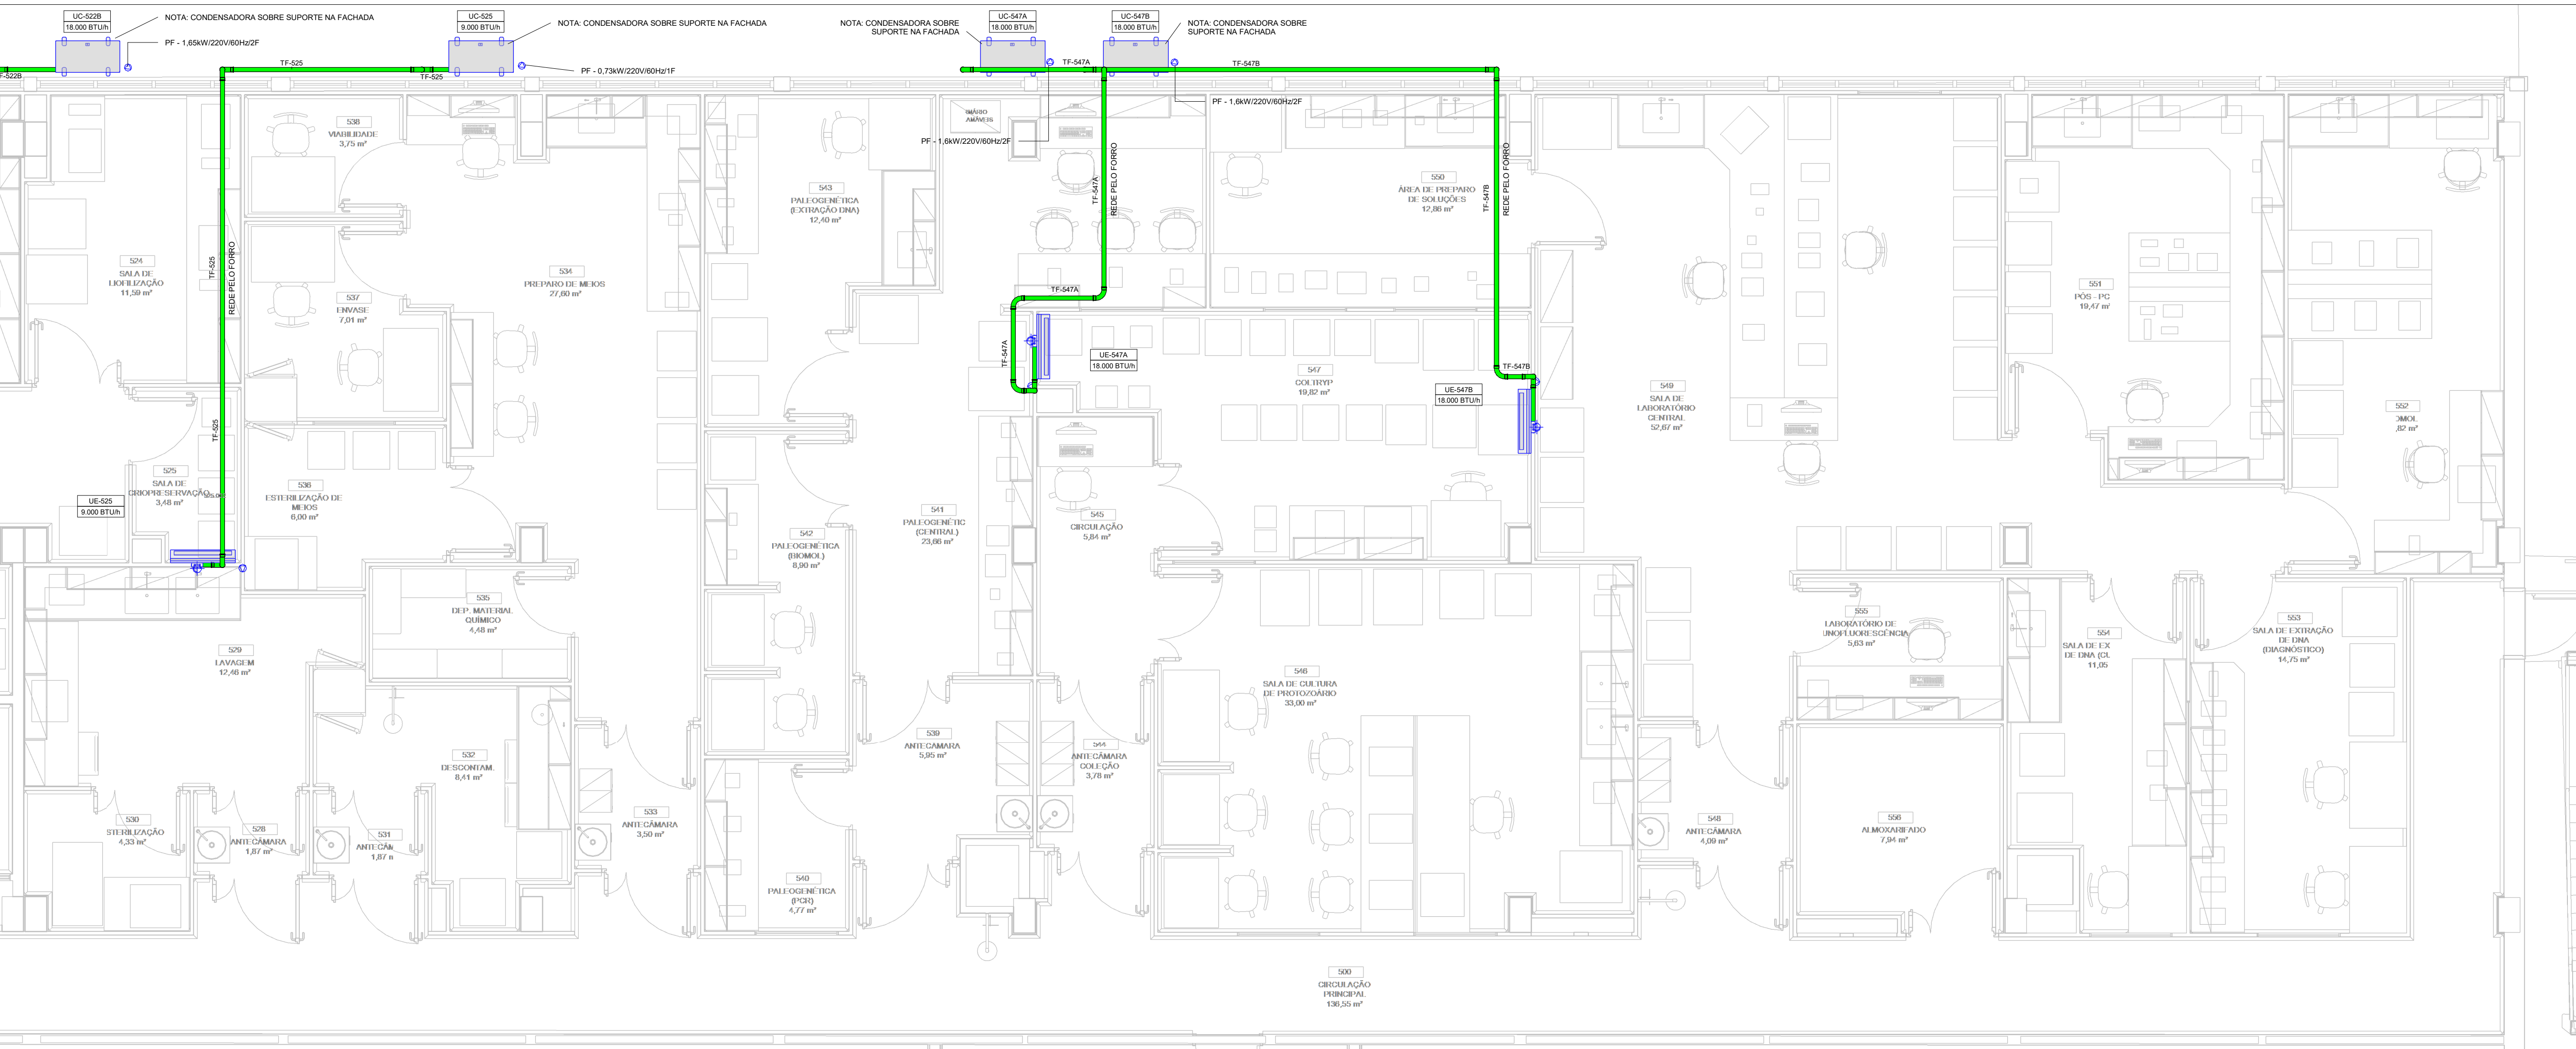 UC-522B
18.000 BTU/h
NOTA: CONDENSADORA SOBRE SUPORTE NA FACHADA
PF - 1,65kW/220V/60Hz/2F
UC-525
9.000 BTU/h
NOTA: CONDENSADORA SOBRE SUPORTE NA FACHADA
PF - 0,73kW/220V/60Hz/1F
NOTA: CONDENSADORA SOBRE
SUPORTE NA FACHADA
UC-547A
18.000 BTU/h
UC-547B
18.000 BTU/h
NOTA: CONDENSADORA SOBRE
SUPORTE NA FACHADA
TF-525
TF-525
TF-547A
TF-547B
PF - 1,6kW/220V/60Hz/2F
PF - 1,6kW/220V/60Hz/2F
TF-525
REDE PELO FORRO
TF-525
TF-547A
REDE PELO FORRO
TF-547A
TF-547A
TF-547B
REDE PELO FORRO
TF-547B
UE-547A
18.000 BTU/h
UE-547B
18.000 BTU/h
UE-525
9.000 BTU/h
538
VIABILIDADE
3,75 m²
524
SALA DE
LIOFILIZAÇÃO
11,59 m²
537
ENVASE
7,01 m²
534
PREPARO DE MEIOS
27,60 m²
543
PALEOGENÉTICA
(EXTRAÇÃO DNA)
12,40 m²
550
ÁREA DE PREPARO
DE SOLUÇÕES
12,86 m²
551
PÓS - PC
19,47 m
547
COLTRYP
19,82 m²
549
SALA DE
LABORATÓRIO
CENTRAL
52,67 m²
552
OMOL
,82 m²
525
SALA DE
CRIOPRESERVAÇÃO
3,48 m²
536
ESTERILIZAÇÃO DE
MEIOS
6,00 m²
542
PALEOGENÉTICA
(BIOMOL)
8,90 m²
541
PALEOGENÉTIC
(CENTRAL)
23,66 m²
545
CIRCULAÇÃO
5,84 m²
535
DEP. MATERIAL
QUÍMICO
4,48 m²
529
LAVAGEM
12,46 m²
546
SALA DE CULTURA
DE PROTOZOÁRIO
33,00 m²
555
LABORATÓRIO DE
UNOFLUORESCÊNCIA
5,63 m²
554
SALA DE EX
DE DNA (CL
11,05
553
SALA DE EXTRAÇÃO
DE DNA
(DIAGNÓSTICO)
14,75 m²
532
DESCONTAM.
8,41 m²
539
ANTECÂMARA
5,95 m²
544
ANTECÂMARA
COLEÇÃO
3,78 m²
530
STERILIZAÇÃO
4,33 m²
528
ANTECÂMARA
1,87 m²
531
ANTECÂM
1,87 m
533
ANTECÂMARA
3,50 m²
548
ANTECÂMARA
4,09 m²
556
ALMOXARIFADO
7,94 m²
540
PALEOGENÉTICA
(PCR)
4,77 m²
500
CIRCULAÇÃO
PRINCIPAL
136,55 m²